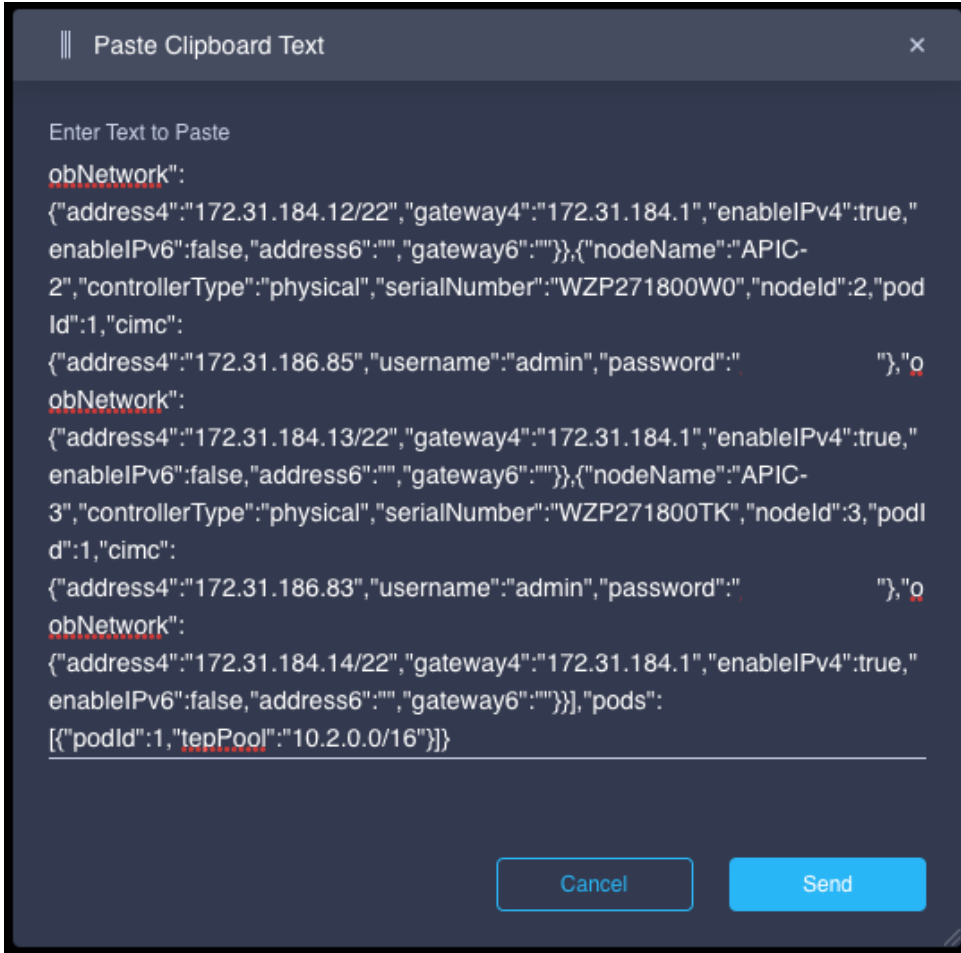 Paste Clipboard Text
×
Enter Text to Paste
obNetwork":
{"address4":"172.31.184.12/22","gateway4":"172.31.184.1","enableIPv4":true,"
enableIPv6":false,"address6":"","gateway6":""}},{"nodeName":"APIC-
2","controllerType":"physical","serialNumber":"WZP271800W0","nodeId":2,"pod
Id":1,"cimc":
{"address4":"172.31.186.85","username":"admin","password":" "},"o
obNetwork":
{"address4":"172.31.184.13/22","gateway4":"172.31.184.1","enableIPv4":true,"
enableIPv6":false,"address6":"","gateway6":""}},{"nodeName":"APIC-
3","controllerType":"physical","serialNumber":"WZP271800TK","nodeId":3,"podI
d":1,"cimc":
{"address4":"172.31.186.83","username":"admin","password":" "},"o
obNetwork":
{"address4":"172.31.184.14/22","gateway4":"172.31.184.1","enableIPv4":true,"
enableIPv6":false,"address6":"","gateway6":""}}],"pods":
[{"podId":1,"tepPool":"10.2.0.0/16"}]}
Cancel
Send